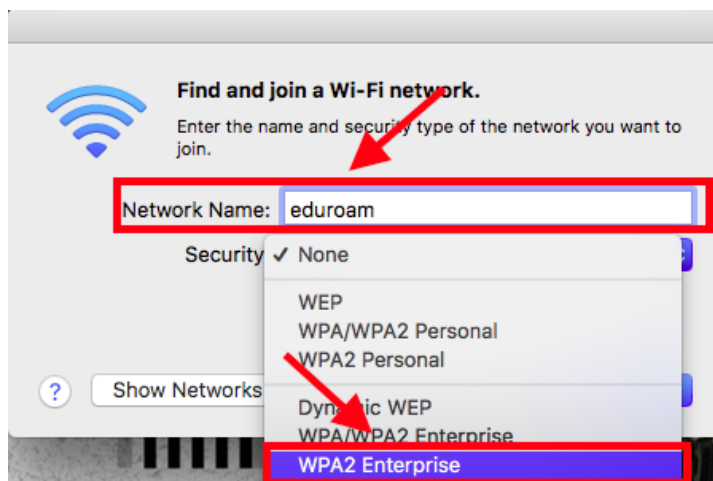 Find and join a Wi-Fi network.
Enter the name and security type of the network you want to
join.
Network Name: eduroam
Security ✓ None
WEP
WPA/WPA2 Personal
WPA2 Personal
? Show Networks
Dynamic WEP
WPA/WPA2 Enterprise
WPA2 Enterprise